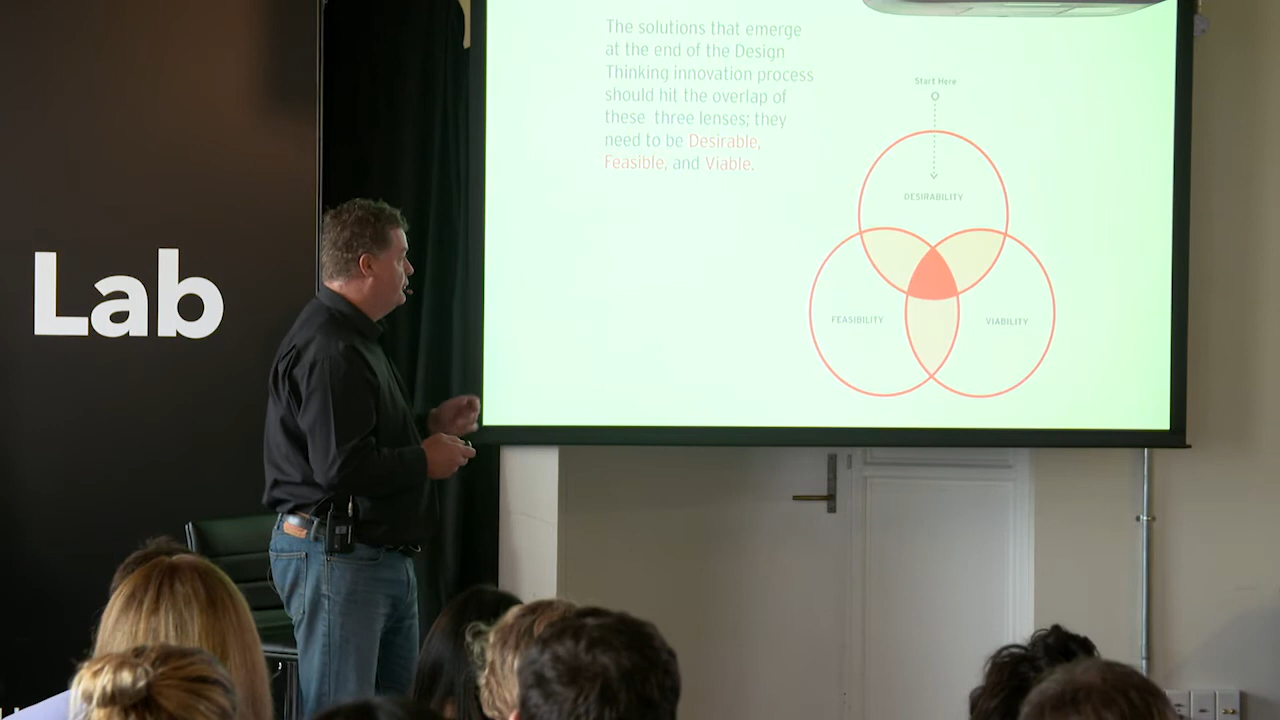 Lab
The solutions that emerge
at the end of the Design
Thinking innovation process
should hit the overlap of
these three lenses; they
need to be Desirable,
Feasible, and Viable.
Start Here
DESIRABILITY
FEASIBILITY
VIABILITY